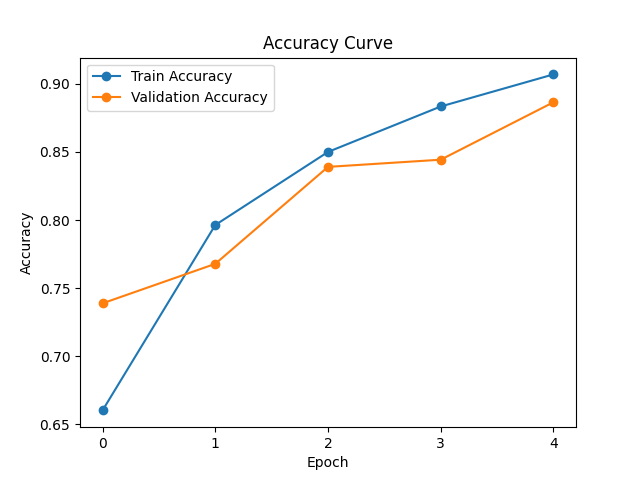 Accuracy Curve
Train Accuracy
Validation Accuracy
Accuracy
0.90
0.85
0.80
0.75
0.70
0.65
0 1 2 3 4
Epoch